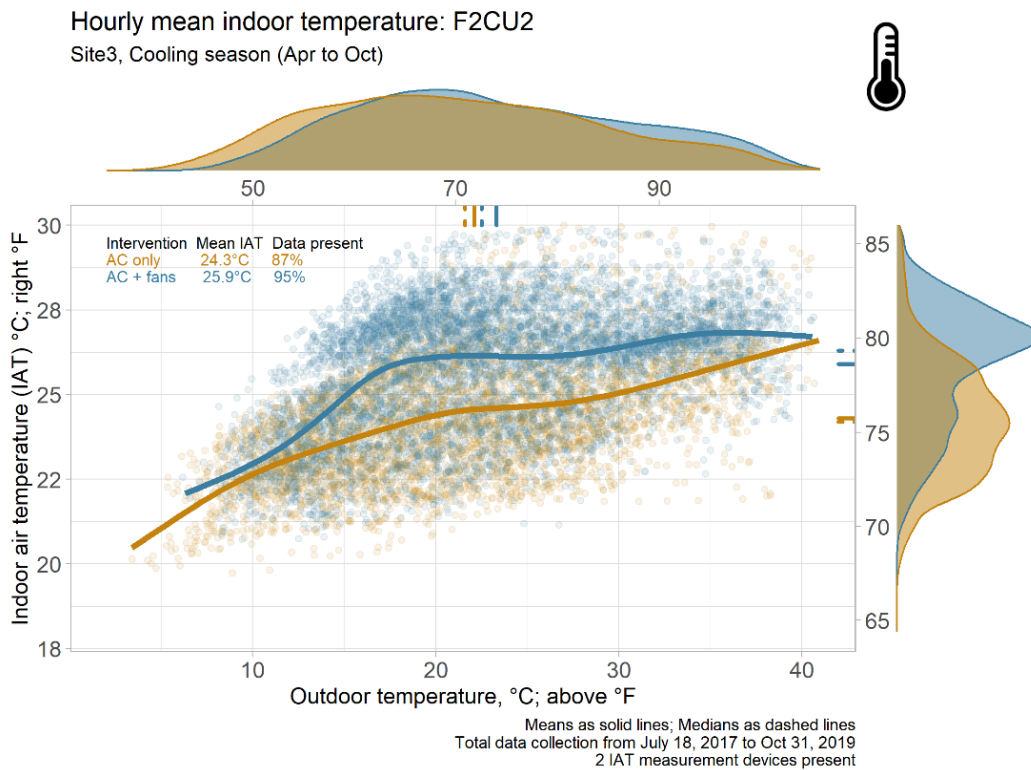 Hourly mean indoor temperature: F2CU2
Site3, Cooling season (Apr to Oct)
50 70 90
30
28
25
22
20
18
Indoor air temperature (IAT) °C; right °F
Intervention Mean IAT Data present
AC only 24.3°C 87%
AC + fans 25.9°C 95%
85
80
75
70
65
10 20 30 40
Outdoor temperature, °C; above °F
Means as solid lines; Medians as dashed lines
Total data collection from July 18, 2017 to Oct 31, 2019
2 IAT measurement devices present